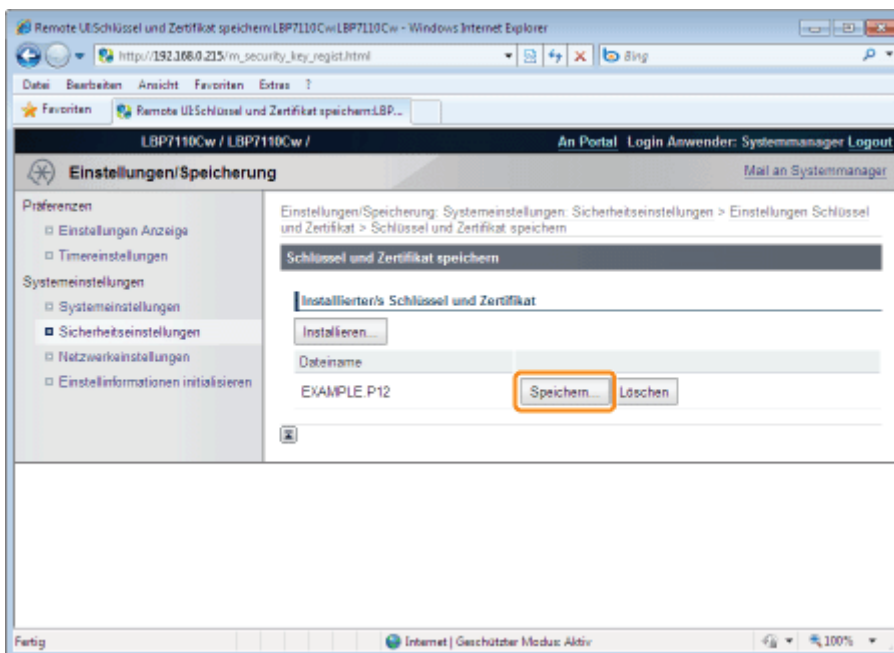 Remote UI:Schlüssel und Zertifikat speichern:LBP7110Cw:LBP7110Cw - Windows Internet Explorer
http://192.168.0.215/m_security_key_regist.html
Bing
Datei Bearbeiten Ansicht Favoriten Extras ?
Favoriten Remote UI:Schlüssel und Zertifikat speichern:LBP...
LBP7110Cw / LBP7110Cw / An Portal Login Anwender: Systemmanager Logout
Einstellungen/Speicherung Mail an Systemmanager
Präferenzen
Einstellungen Anzeige
Timereinstellungen
Systemeinstellungen
Systemeinstellungen
Sicherheitseinstellungen
Netzwerkeinstellungen
Einstellinformationen initialisieren
Einstellungen/Speicherung: Systemeinstellungen: Sicherheitseinstellungen > Einstellungen Schlüssel
und Zertifikat > Schlüssel und Zertifikat speichern
Schlüssel und Zertifikat speichern
Installierter/s Schlüssel und Zertifikat
Installieren...
Dateiname
EXAMPLE.P12 Speichern... Löschen
Fertig Internet | Geschützter Modus: Aktiv 100%